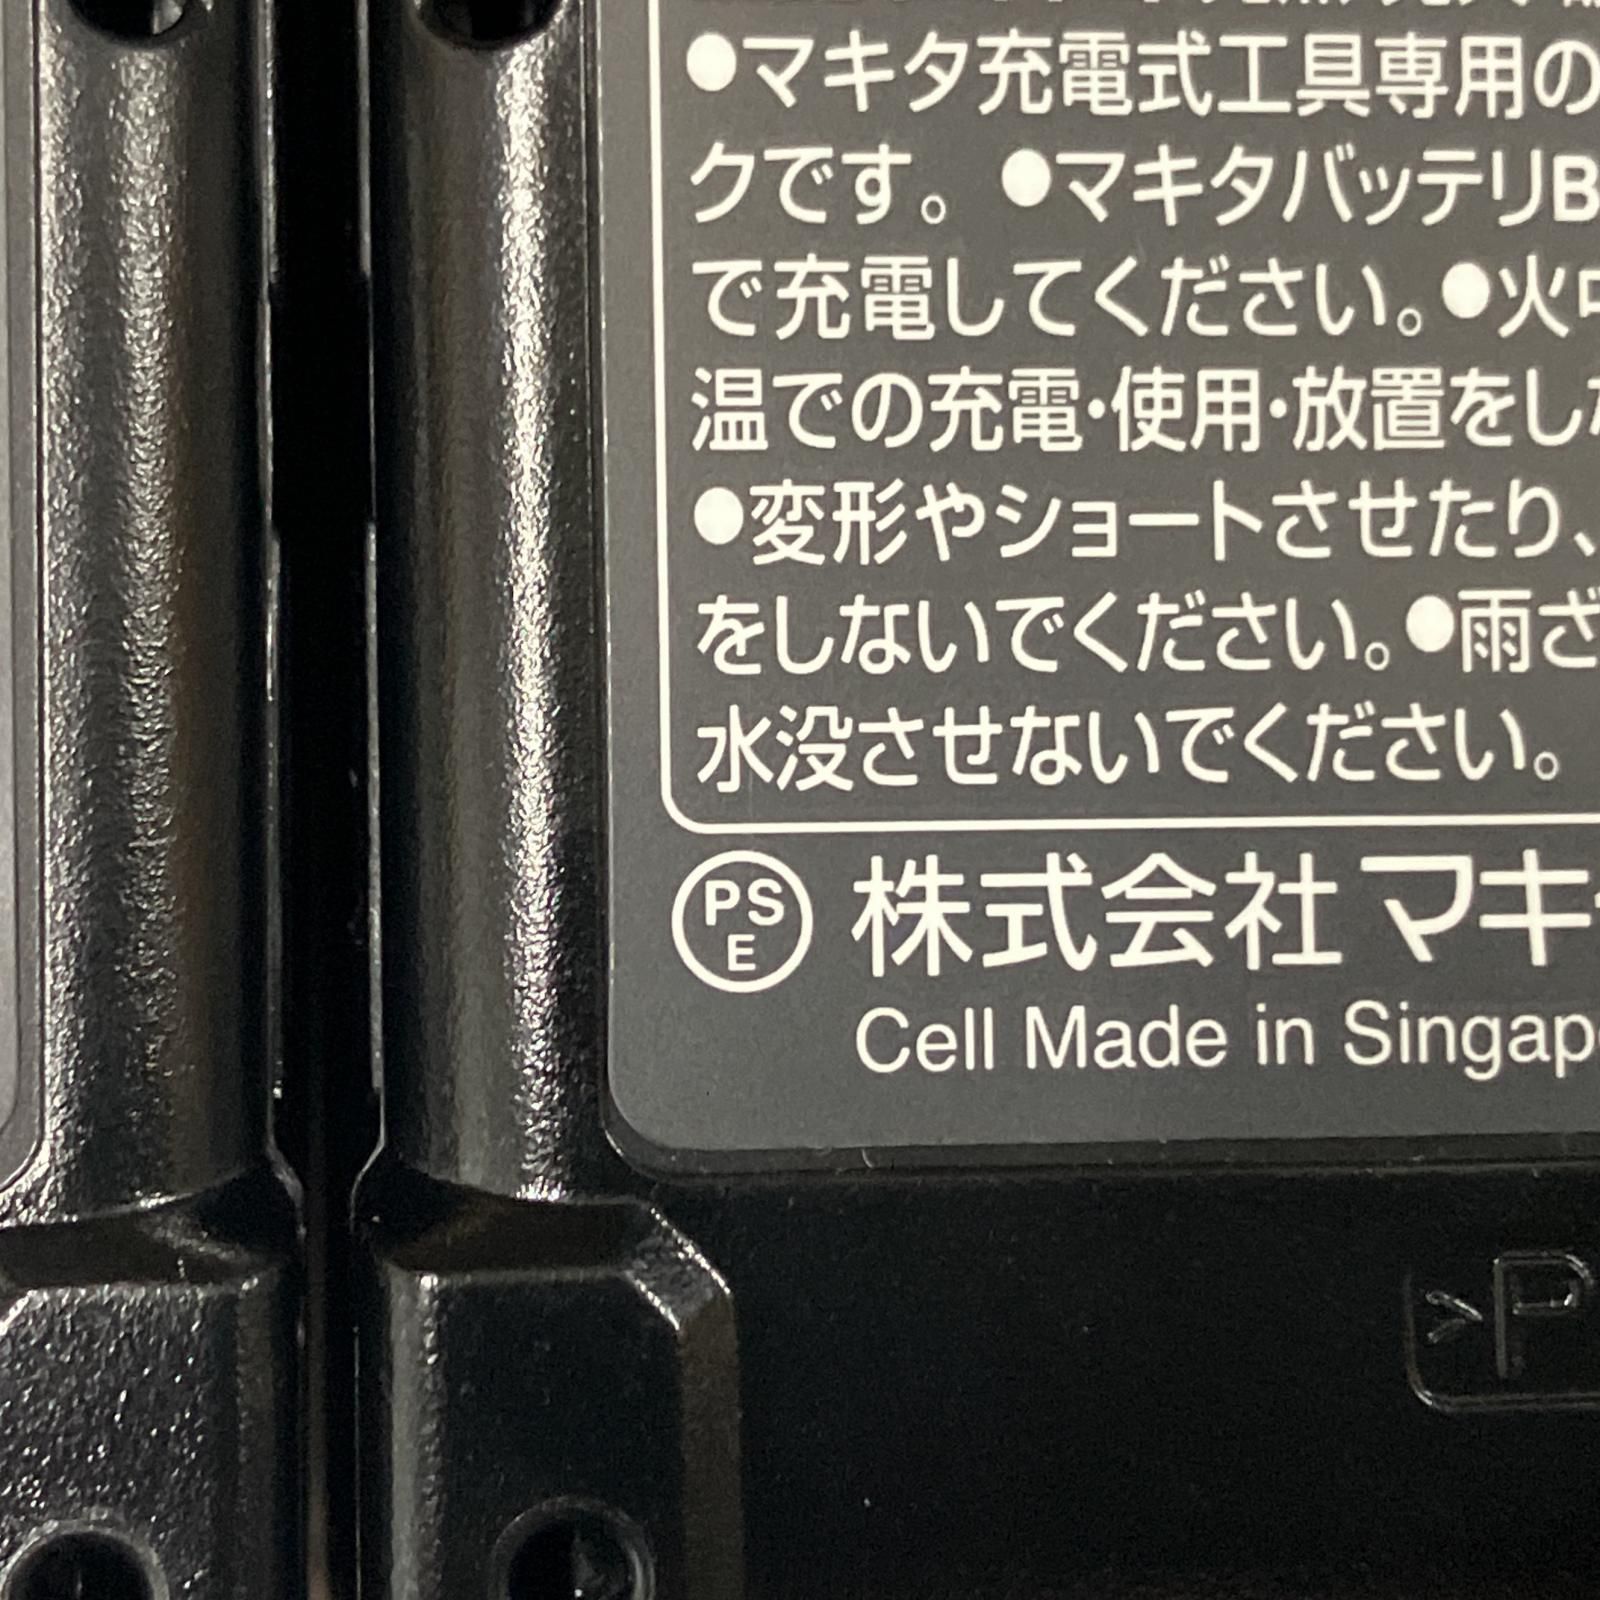 ●マキタ充電式工具専用の
クです。●マキタバッテリB
で充電してください。●火中
温での充電・使用・放置をしな
●変形やショートさせたり、
をしないでください。●雨ざ
水没させないでください。
PS
E
株式会社マキ
Cell Made in Singap
>P